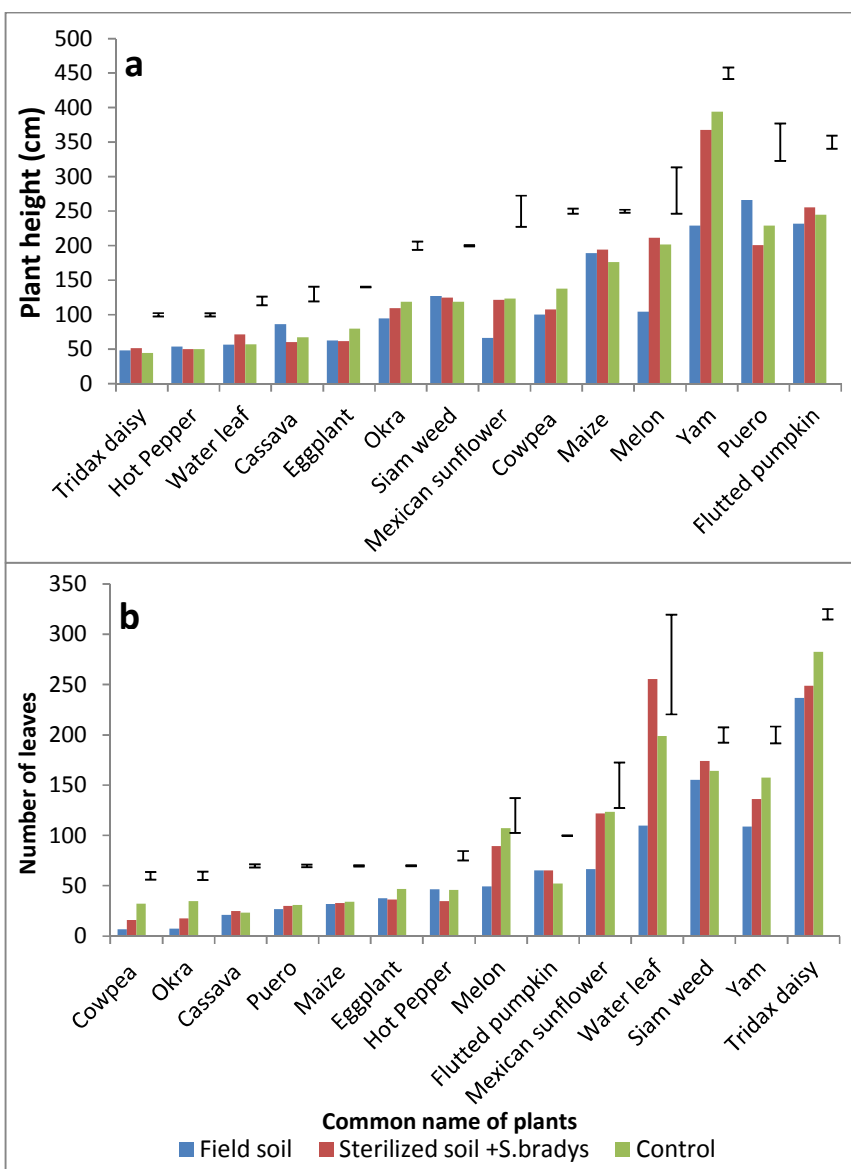 a
Plant height (cm)
500
450
400
350
300
250
200
150
100
50
0
Tridax daisy
Hot Pepper
Water leaf
Cassava
Eggplant
Okra
Siam weed
Mexican sunflower
Cowpea
Maize
Melon
Yam
Puero
Flutted pumpkin
b
Number of leaves
350
300
250
200
150
100
50
0
Cowpea
Okra
Cassava
Puero
Maize
Eggplant
Hot Pepper
Melon
Flutted pumpkin
Mexican sunflower
Water leaf
Siam weed
Yam
Tridax daisy
Common name of plants
Field soil Sterilized soil +S.bradys Control